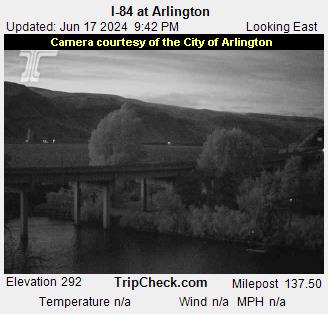 I-84 at Arlington
Updated: Jun 17 2024 9:42 PM Looking East
Camera courtesy of the City of Arlington
Elevation 292 TripCheck.com Milepost 137.50
Temperature n/a Wind n/a MPH n/a